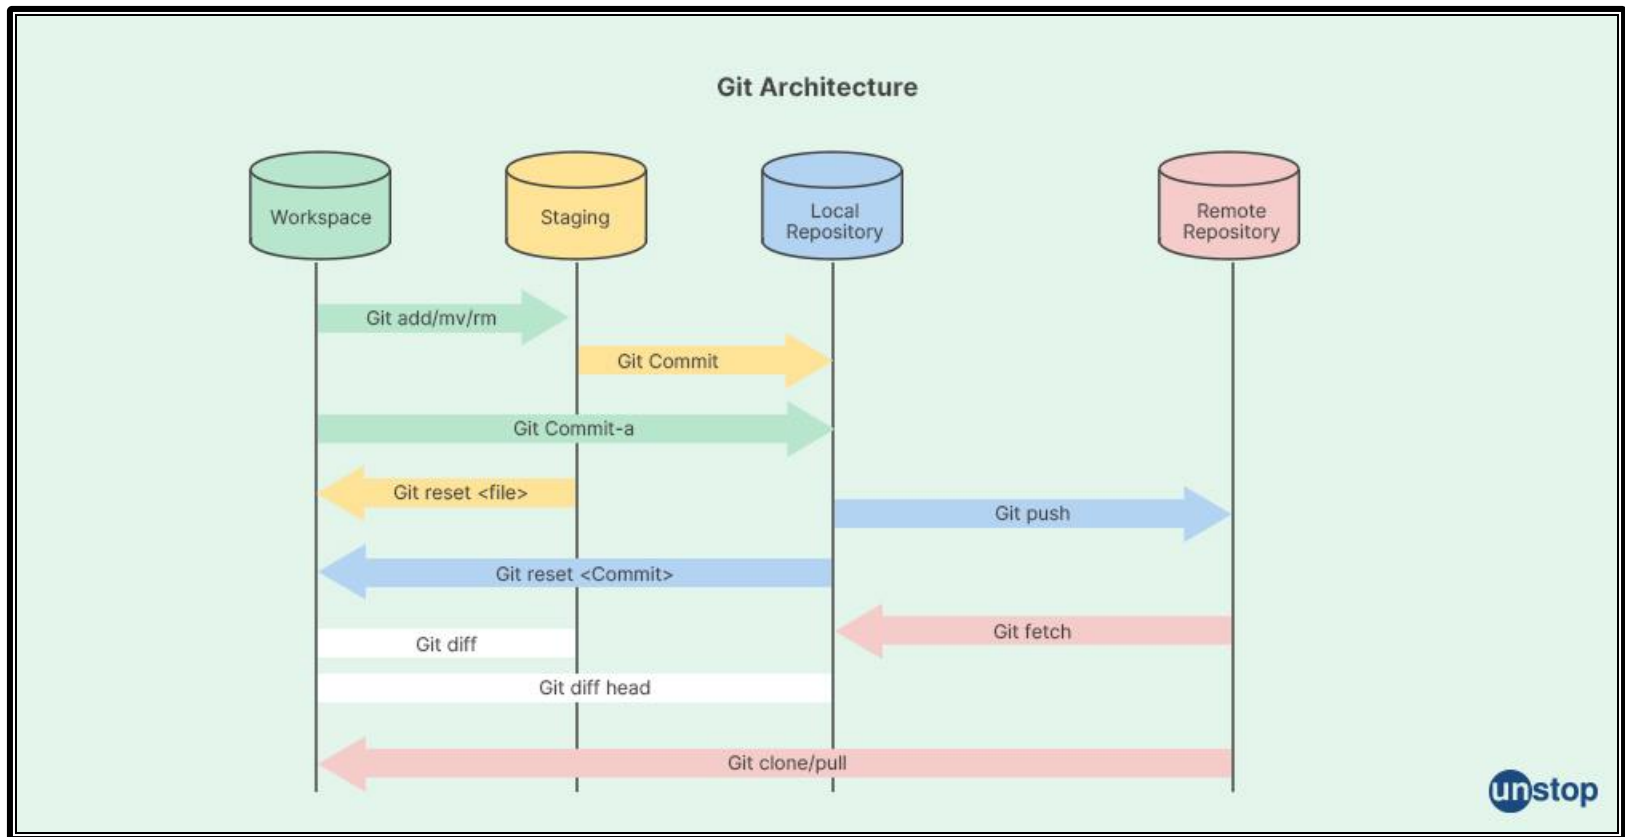 Git Architecture
Workspace
Staging
Local
Repository
Remote
Repository
Git add/mv/rm
Git Commit
Git Commit-a
Git reset <file>
Git push
Git reset <Commit>
Git fetch
Git diff
Git diff head
Git clone/pull
unstop